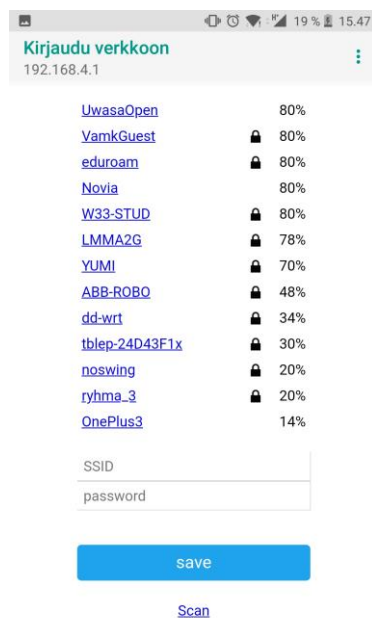 19 % 15.47
Kirjaudu verkkoon
192.168.4.1
UwasaOpen 80%
VamkGuest 80%
eduroam 80%
Novia 80%
W33-STUD 80%
LMMA2G 78%
YUMI 70%
ABB-ROBO 48%
dd-wrt 34%
tblep-24D43F1x 30%
noswing 20%
ryhma_3 20%
OnePlus3 14%
SSID
password
save
Scan